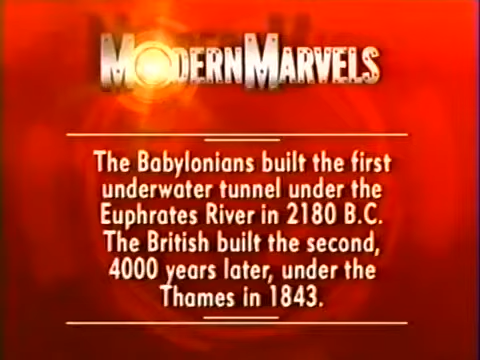 MODERN MARVELS
The Babylonians built the first
underwater tunnel under the
Euphrates River in 2180 B.C.
The British built the second,
4000 years later, under the
Thames in 1843.